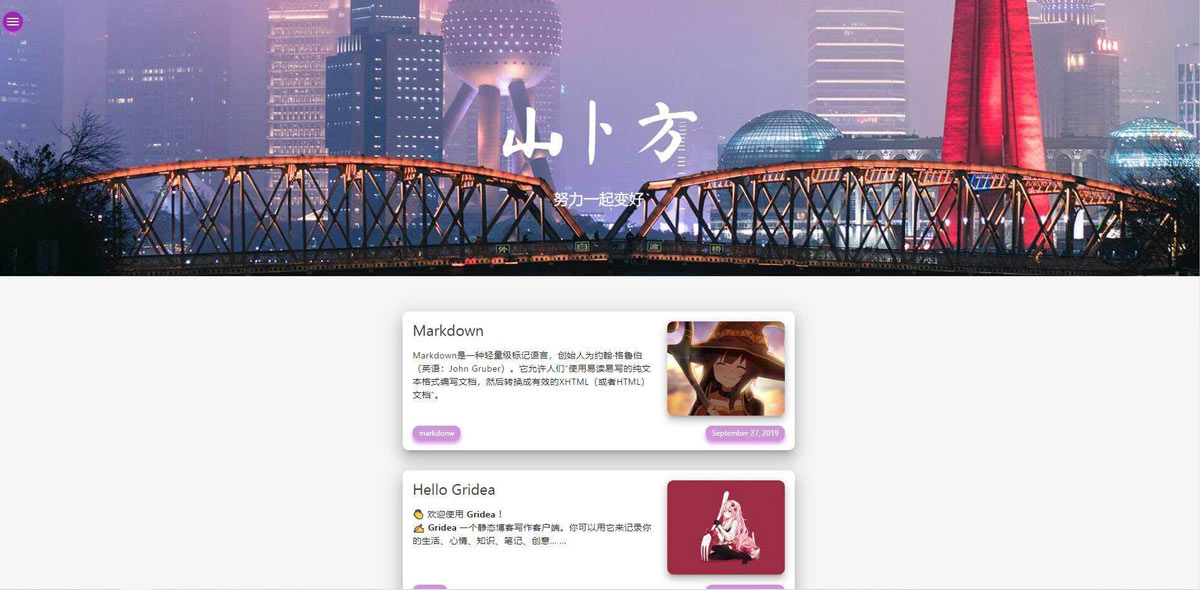 山卜方
努力一起变好
外白渡桥
Markdown
Markdown是一种轻量级标记语言，创始人为约翰·格鲁伯
（英语：John Gruber）。它允许人们“使用易读易写的纯文
本格式编写文档，然后转换成有效的XHTML（或者HTML）
文档”。
markdonw
September 27, 2019
Hello Gridea
👏 欢迎使用 Gridea ！
✍️ Gridea 一个静态博客写作客户端。你可以用它来记录你
的生活、心情、知识、笔记、创意... ...